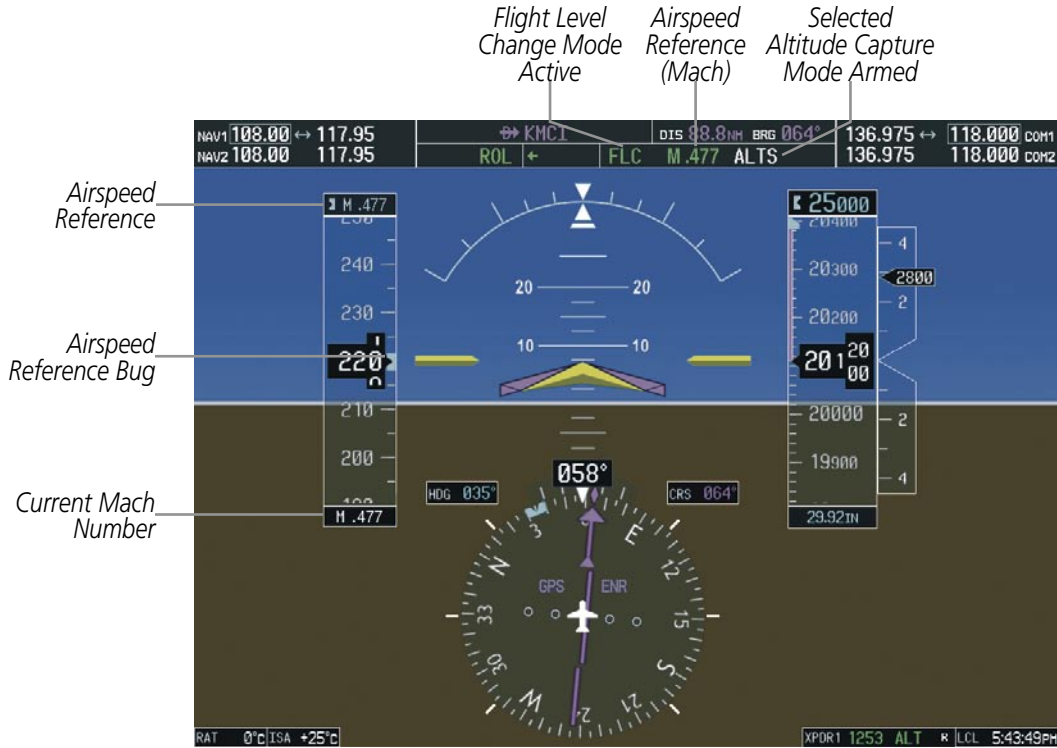 Flight Level
Change Mode
Active
Airspeed
Reference
(Mach)
Selected
Altitude Capture
Mode Armed
NAV1 108.00 ↔ 117.95
NAV2 108.00 117.95
KMCI
DIS 88.8NM BRG 064°
ROL ← FLC M .477 ALTS
136.975 ↔ 118.000 COM1
136.975 118.000 COM2
Airspeed
Reference
M .477
240
230
220
210
200
Airspeed
Reference Bug
Current Mach
Number
M .477
20 20
10 10
25000
20400
20300
20200
20120
00
20000
19900
29.92IN
4
2
2800
2
4
058°
HDG 035°
CRS 064°
N 3 6 E 12 15 S 21 24 W 30 33
GPS ENR
RAT 0°C ISA +25°C
XPDR1 1253 ALT R LCL 5:43:49PM